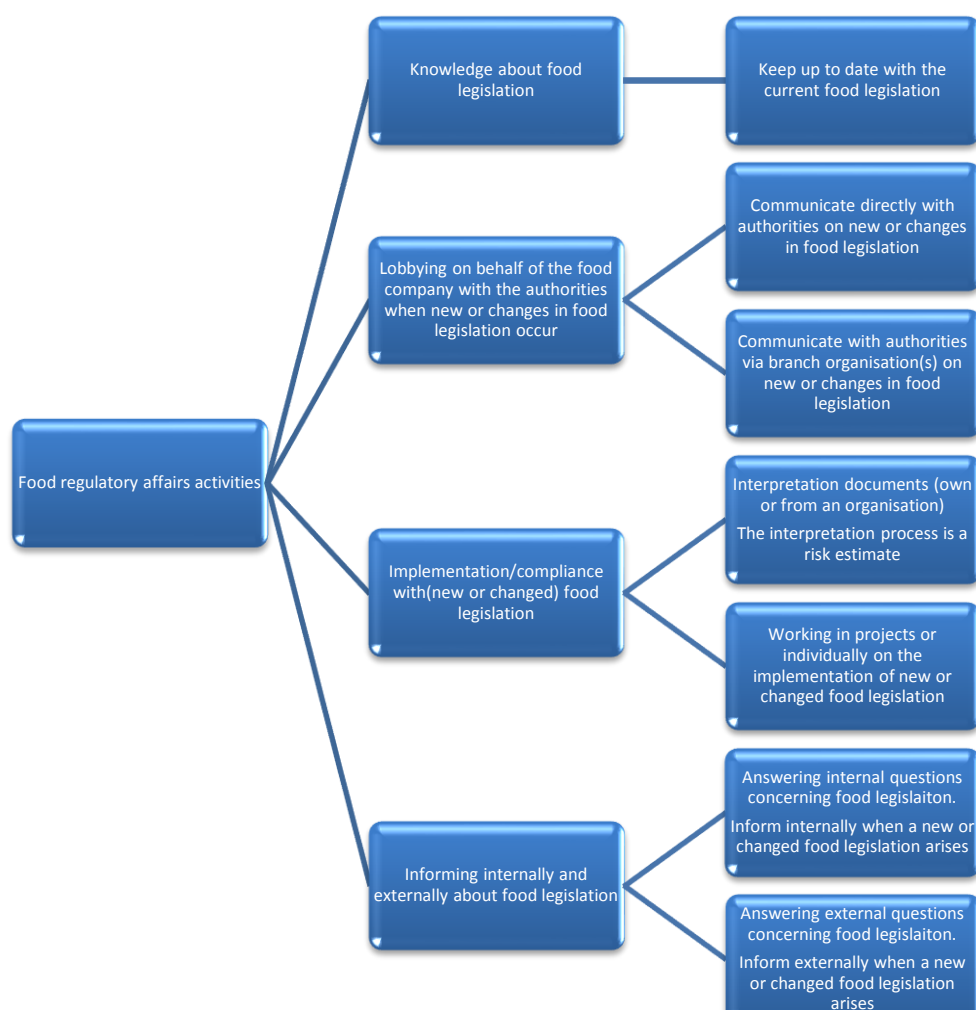 Food regulatory affairs activities
Knowledge about food
legislation
Keep up to date with the
current food legislation
Lobbying on behalf of the food
company with the authorities
when new or changes in food
legislation occur
Communicate directly with
authorities on new or changes
in food legislation
Communicate with authorities
via branch organisation(s) on
new or changes in food
legislation
Implementation/compliance
with(new or changed) food
legislation
Interpretation documents (own
or from an organisation)
The interpretation process is a
risk estimate
Working in projects or
individually on the
implementation of new or
changed food legislation
Informing internally and
externally about food legislation
Answering internal questions
concerning food legislaiton.
Inform internally when a new or
changed food legislation arises
Answering external questions
concerning food legislaiton.
Inform externally when a new
or changed food legislation
arises